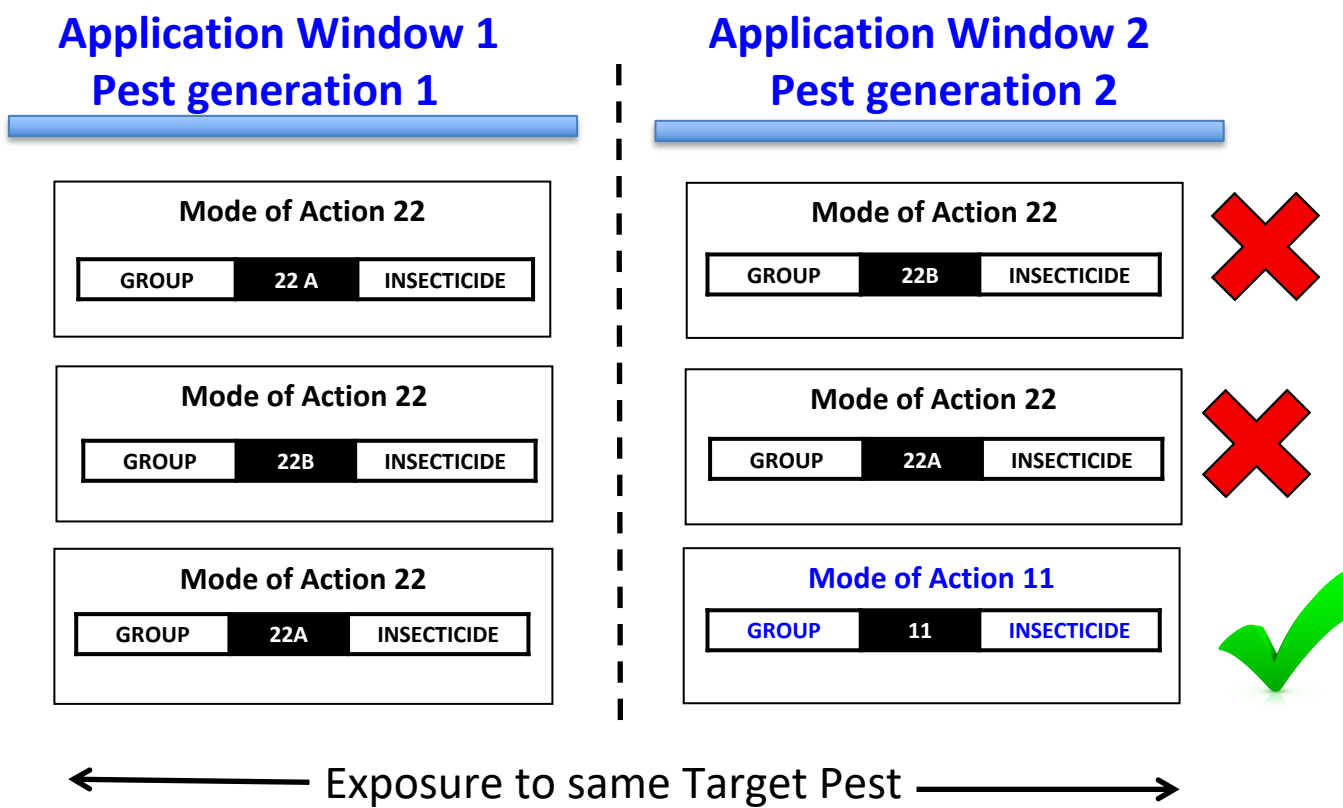 Application Window 1
Pest generation 1
Application Window 2
Pest generation 2
Mode of Action 22
GROUP 22 A INSECTICIDE
Mode of Action 22
GROUP 22B INSECTICIDE
Mode of Action 22
GROUP 22B INSECTICIDE
Mode of Action 22
GROUP 22A INSECTICIDE
Mode of Action 22
GROUP 22A INSECTICIDE
Mode of Action 11
GROUP 11 INSECTICIDE
Exposure to same Target Pest